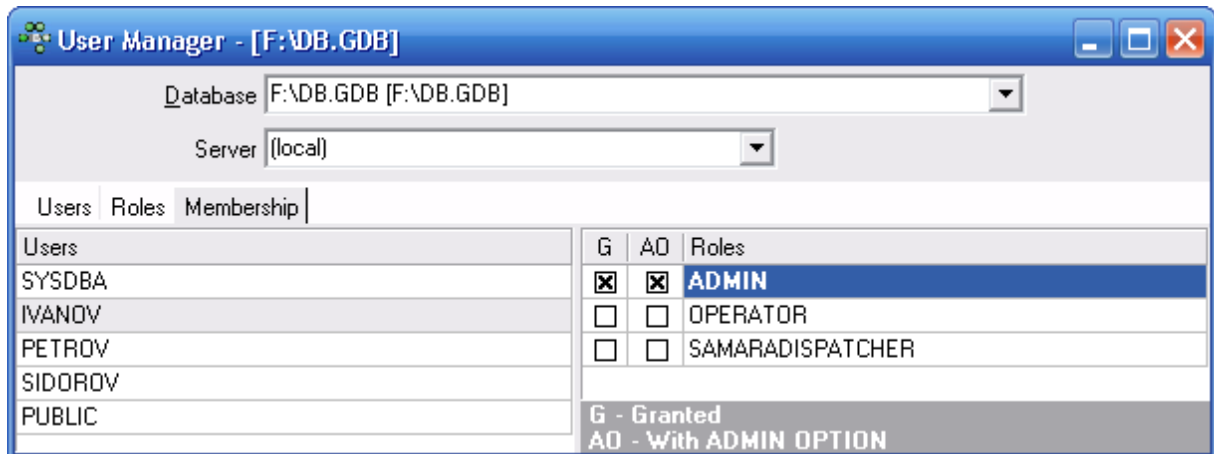 User Manager - [F:\DB.GDB]
Database F:\DB.GDB [F:\DB.GDB]
Server (local)
Users Roles Membership
Users G AO Roles
SYSDBA ADMIN
IVANOV OPERATOR
PETROV SAMARADISPATCHER
SIDOROV
PUBLIC G - Granted
AO - With ADMIN OPTION